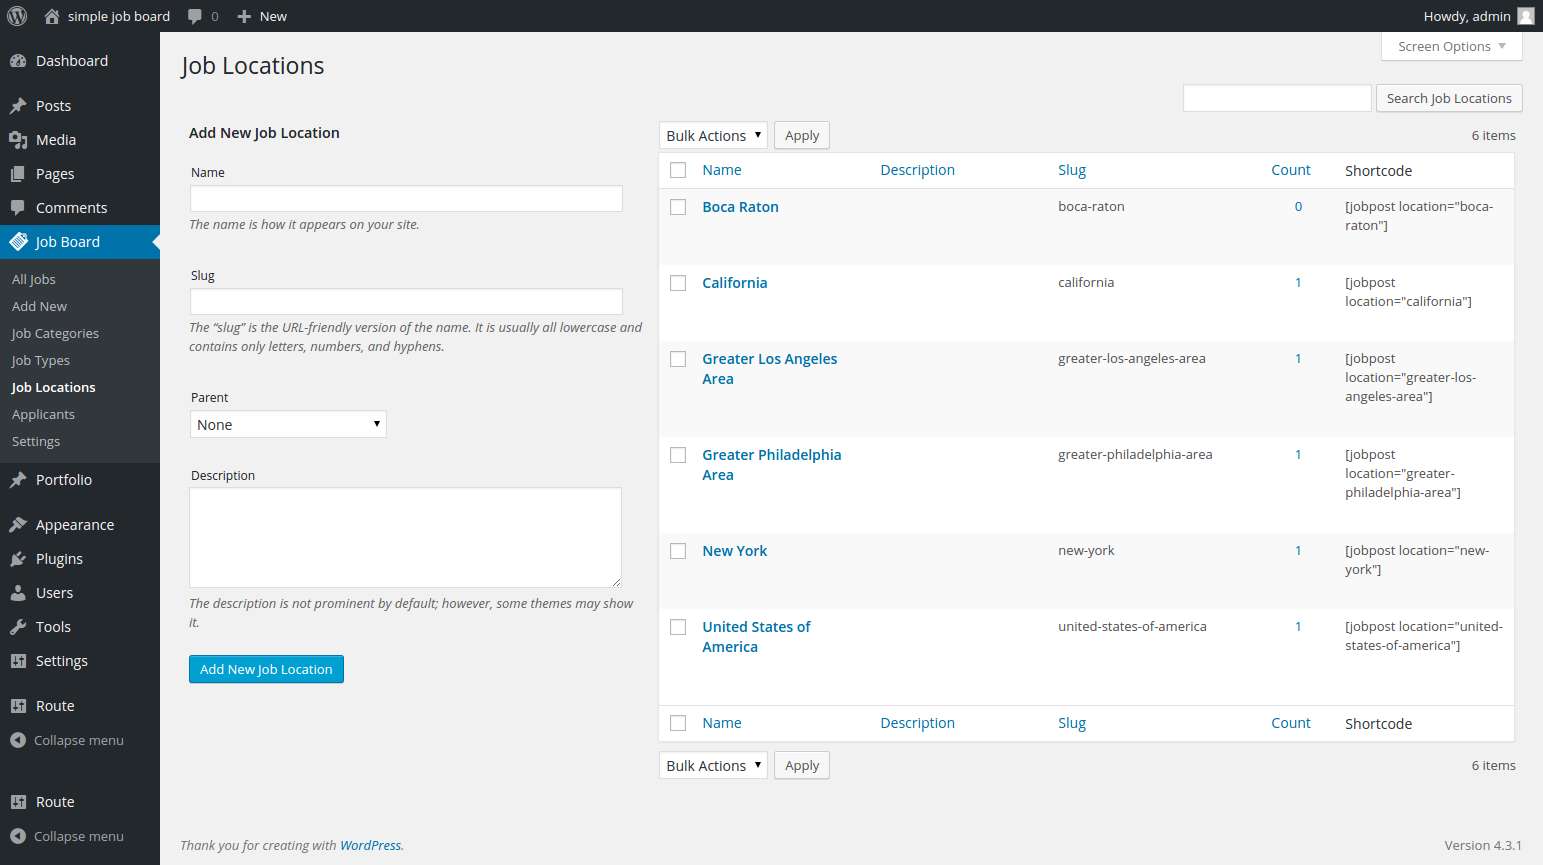 simple job board
0
New
Howdy, admin
Dashboard
Posts
Media
Pages
Comments
Job Board
All Jobs
Add New
Job Categories
Job Types
Job Locations
Applicants
Settings
Portfolio
Appearance
Plugins
Users
Tools
Settings
Route
Collapse menu
Route
Collapse menu
Screen Options
Job Locations
Search Job Locations
Add New Job Location
Name
The name is how it appears on your site.
Slug
The “slug” is the URL-friendly version of the name. It is usually all lowercase and
contains only letters, numbers, and hyphens.
Parent
None
Description
The description is not prominent by default; however, some themes may show
it.
Add New Job Location
Bulk Actions
Apply
6 items
Name Description Slug Count Shortcode
Boca Raton boca-raton 0 [jobpost location="boca-
raton"]
California california 1 [jobpost
location="california"]
Greater Los Angeles greater-los-angeles-area 1 [jobpost
Area location="greater-los-
angeles-area"]
Greater Philadelphia greater-philadelphia-area 1 [jobpost
Area location="greater-
philadelphia-area"]
New York new-york 1 [jobpost location="new-
york"]
United States of united-states-of-america 1 [jobpost location="united-
America states-of-america"]
Name Description Slug Count Shortcode
Bulk Actions
Apply
6 items
Thank you for creating with WordPress.
Version 4.3.1